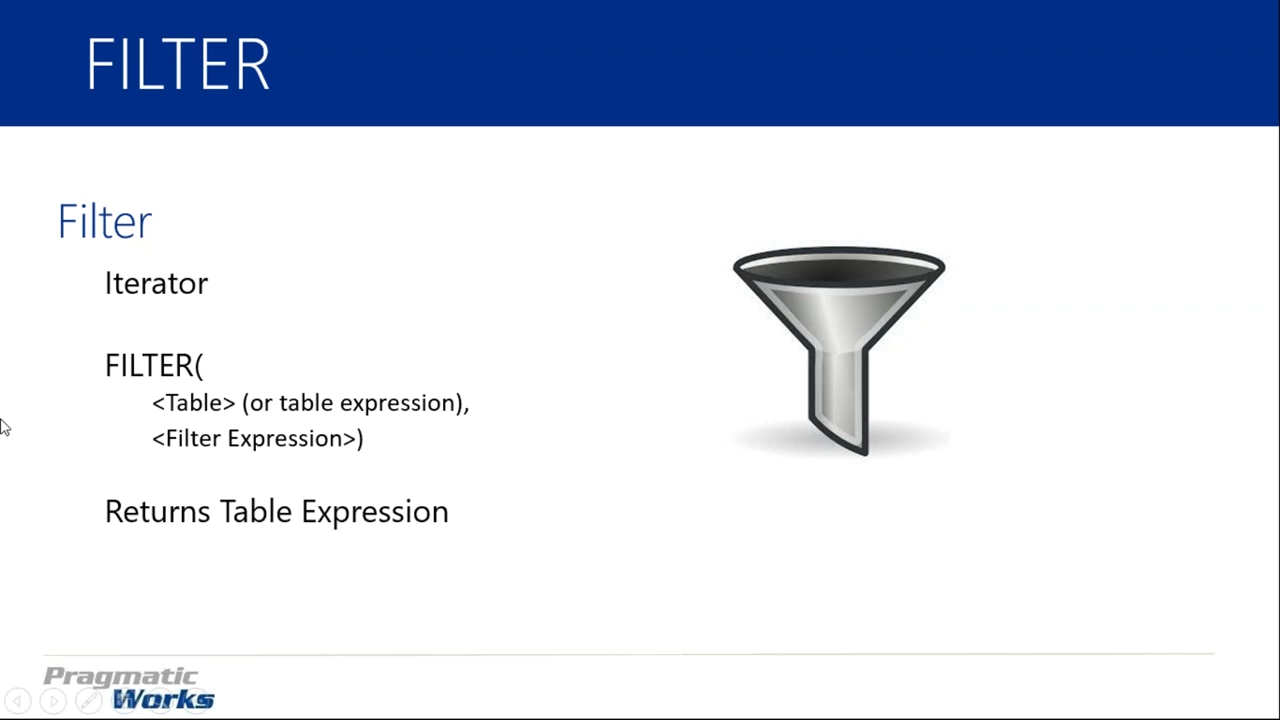 FILTER
Filter
Iterator
FILTER(
<Table> (or table expression),
<Filter Expression>)
Returns Table Expression
Pragmatic
Works